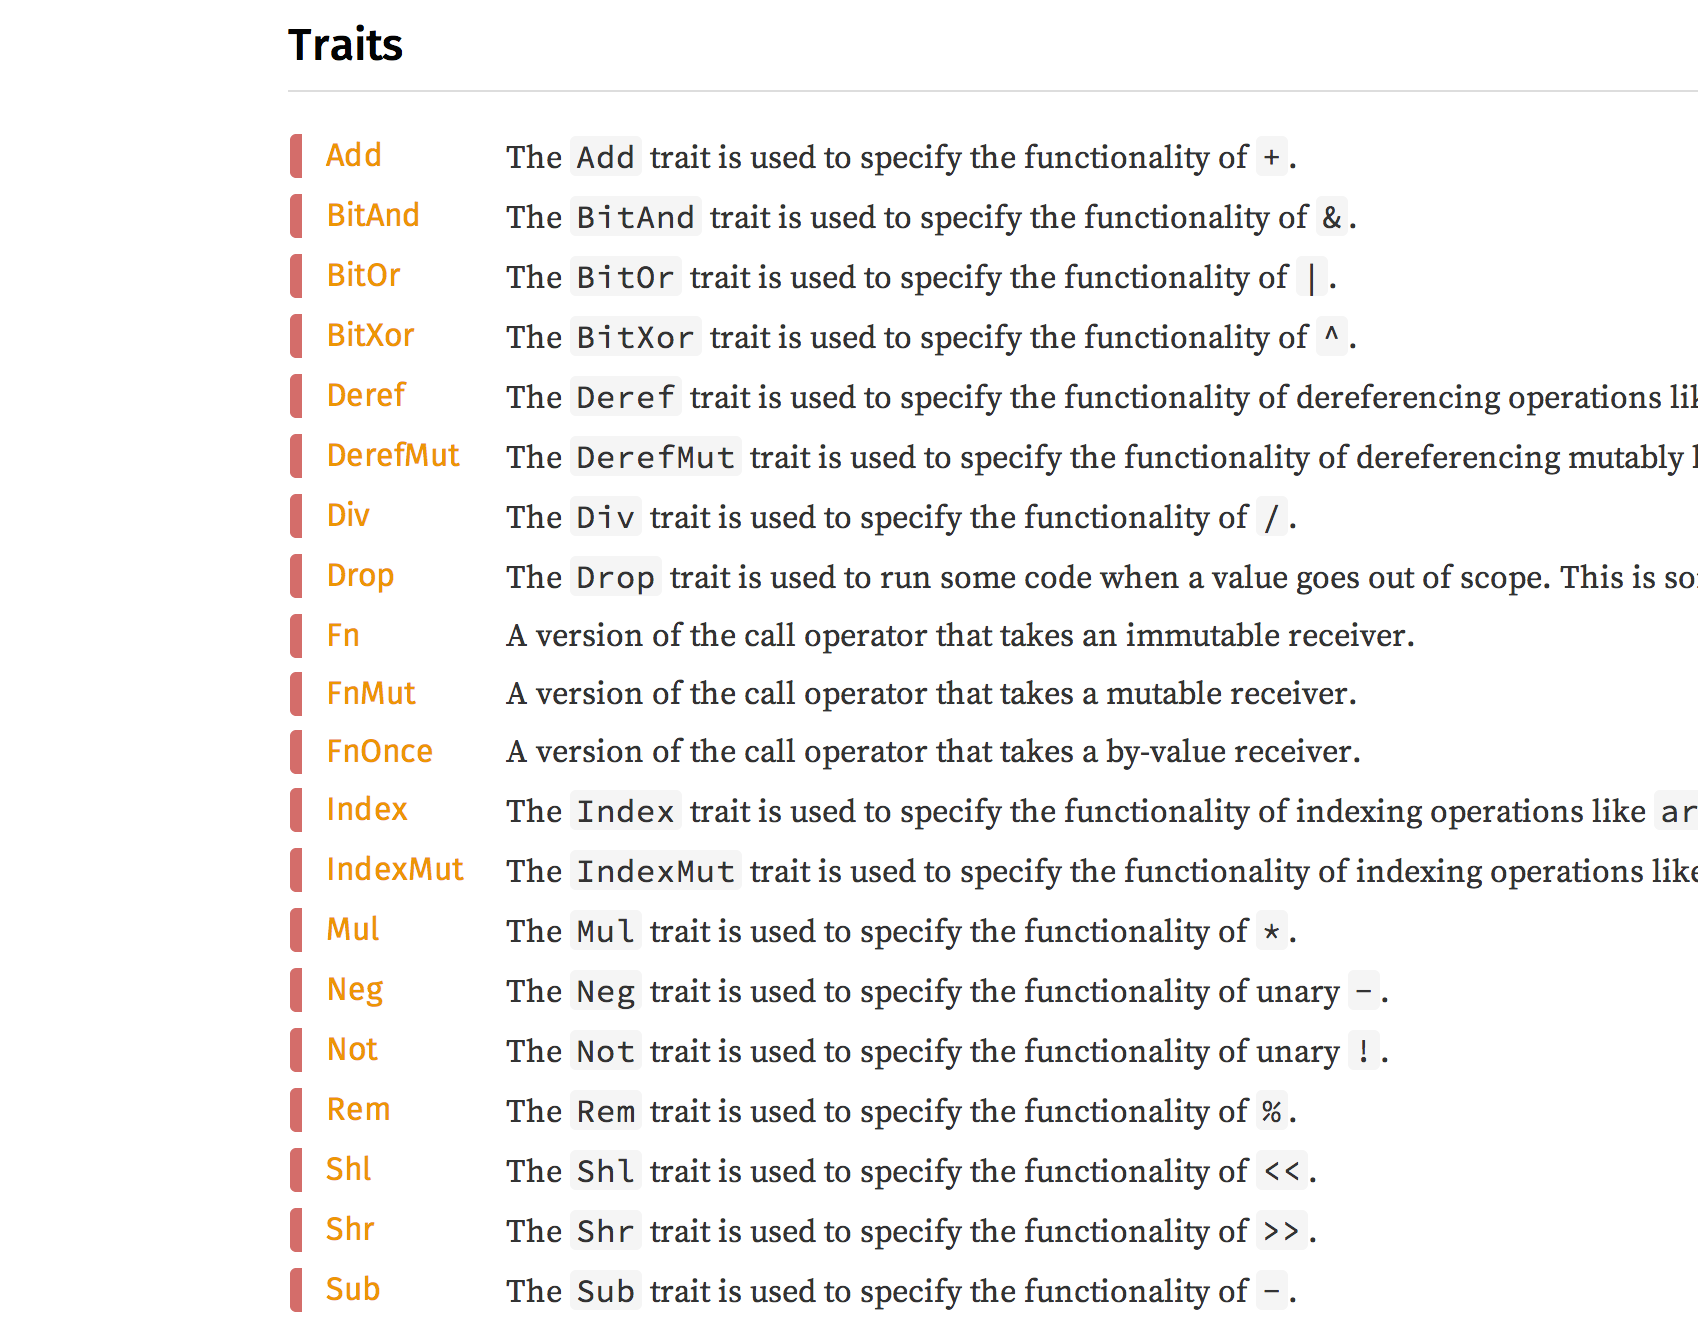 Traits
Add The Add trait is used to specify the functionality of +.
BitAnd The BitAnd trait is used to specify the functionality of &.
BitOr The BitOr trait is used to specify the functionality of |.
BitXor The BitXor trait is used to specify the functionality of ^.
Deref The Deref trait is used to specify the functionality of dereferencing operations
DerefMut The DerefMut trait is used to specify the functionality of dereferencing mutably
Div The Div trait is used to specify the functionality of /.
Drop The Drop trait is used to run some code when a value goes out of scope. This is
Fn A version of the call operator that takes an immutable receiver.
FnMut A version of the call operator that takes a mutable receiver.
FnOnce A version of the call operator that takes a by-value receiver.
Index The Index trait is used to specify the functionality of indexing operations like
IndexMut The IndexMut trait is used to specify the functionality of indexing operations like
Mul The Mul trait is used to specify the functionality of *.
Neg The Neg trait is used to specify the functionality of unary -.
Not The Not trait is used to specify the functionality of unary !.
Rem The Rem trait is used to specify the functionality of %.
Shl The Shl trait is used to specify the functionality of <<.
Shr The Shr trait is used to specify the functionality of >>.
Sub The Sub trait is used to specify the functionality of -.